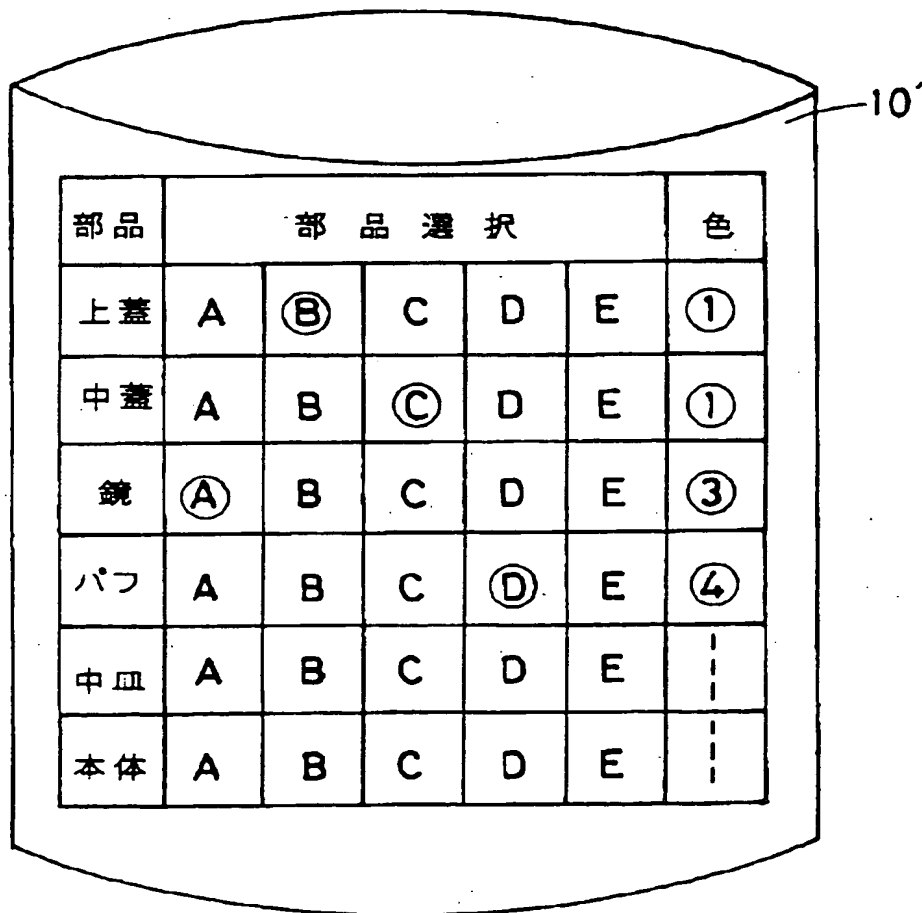 10'
部品 部品選択 色
上蓋 A Ⓑ C D E ①
中蓋 A B Ⓒ D E ①
鏡 Ⓐ B C D E ③
パフ A B C Ⓓ E ④
中皿 A B C D E
本体 A B C D E